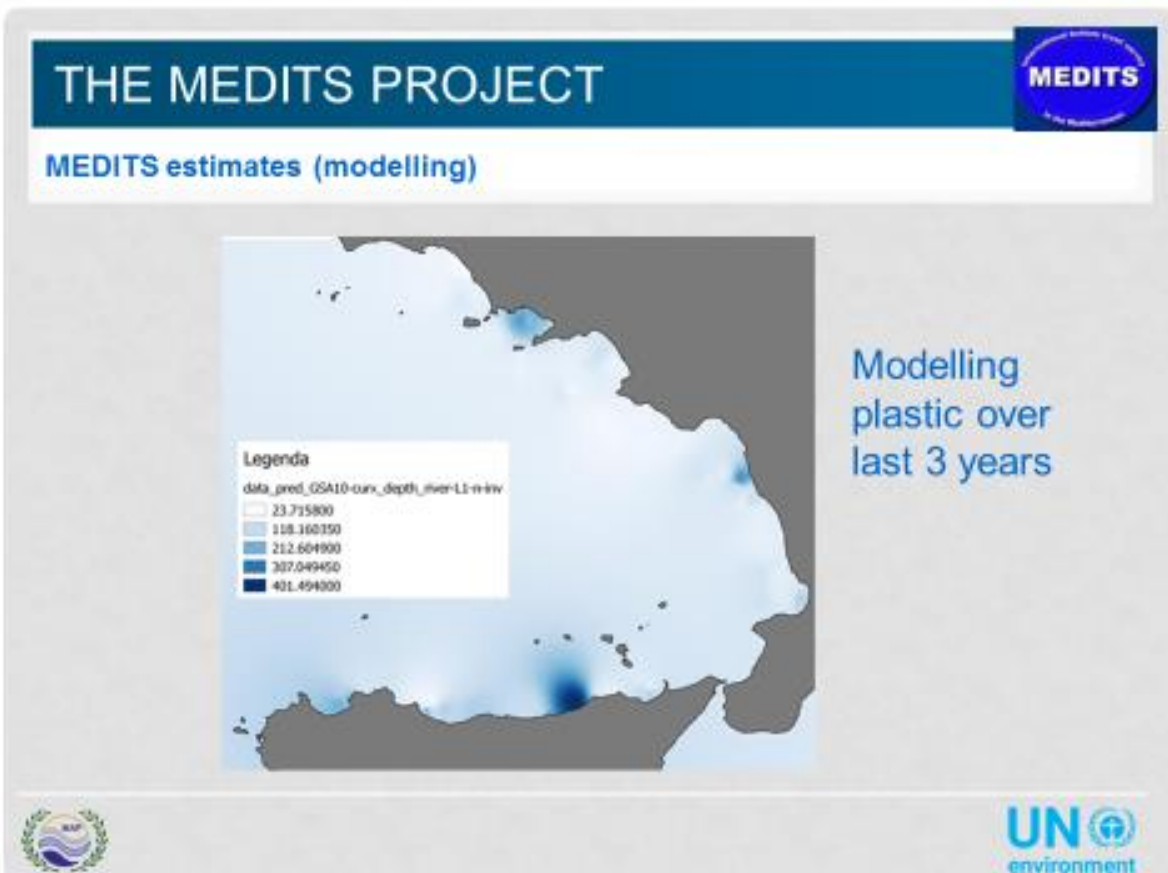 THE MEDITS PROJECT
MEDITS
MEDITS estimates (modelling)
Modelling
plastic over
last 3 years
Legenda
data_pred_GSA10-curv_depth_river-L1-n-inv
23.715800
118.160350
212.604900
307.049450
401.494000
MAP
UN
environment